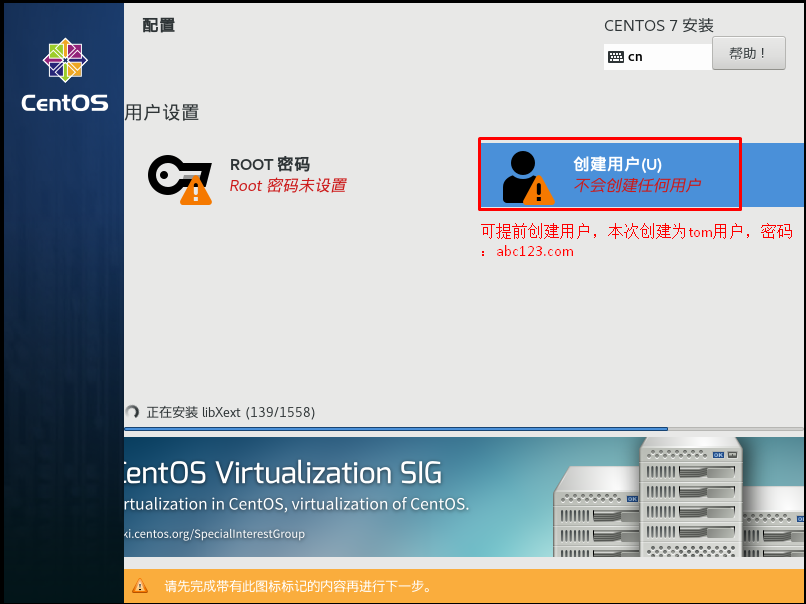 配置
CENTOS 7 安装
cn
帮助！
CentOS
用户设置
ROOT 密码
Root 密码未设置
创建用户(U)
不会创建任何用户
可提前创建用户，本次创建为tom用户，密码
：abc123.com
正在安装 libXext (139/1558)
CentOS Virtualization SIG
rtualization in CentOS, virtualization of CentOS.
ki.centos.org/SpecialInterestGroup
OK
OK
OK
请先完成带有此图标标记的内容再进行下一步。